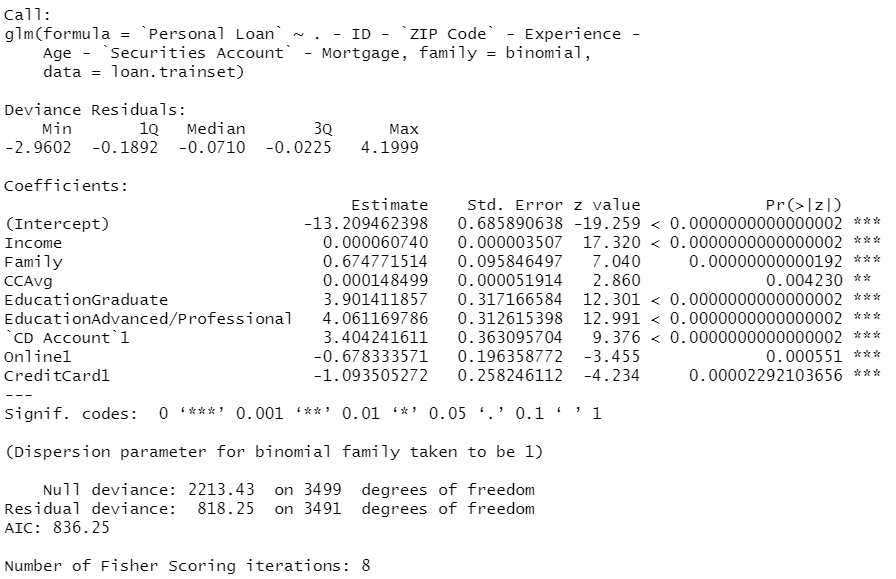 Call:
glm(formula = `Personal Loan` ~ . - ID - `ZIP Code` - Experience -
    Age - `Securities Account` - Mortgage, family = binomial,
    data = loan.trainset)

Deviance Residuals:
    Min       1Q   Median       3Q      Max
-2.9602  -0.1892  -0.0710  -0.0225   4.1999

Coefficients:
                                Estimate    Std. Error z value             Pr(>|z|)
(Intercept)                -13.209462398   0.685890638 -19.259 < 0.0000000000000002 ***
Income                       0.000060740   0.000003507  17.320 < 0.0000000000000002 ***
Family                       0.674771514   0.095846497   7.040     0.00000000000192 ***
CCAvg                        0.000148499   0.000051914   2.860             0.004230 **
EducationGraduate            3.901411857   0.317166584  12.301 < 0.0000000000000002 ***
EducationAdvanced/Professional  4.061169786   0.312615398  12.991 < 0.0000000000000002 ***
`CD Account`1                3.404241611   0.363095704   9.376 < 0.0000000000000002 ***
Online1                     -0.678333571   0.196358772  -3.455             0.000551 ***
CreditCard1                 -1.093505272   0.258246112  -4.234     0.00002292103656 ***
---
Signif. codes:  0 ‘***’ 0.001 ‘**’ 0.01 ‘*’ 0.05 ‘.’ 0.1 ‘ ’ 1

(Dispersion parameter for binomial family taken to be 1)

    Null deviance: 2213.43  on 3499  degrees of freedom
Residual deviance:  818.25  on 3491  degrees of freedom
AIC: 836.25

Number of Fisher Scoring iterations: 8